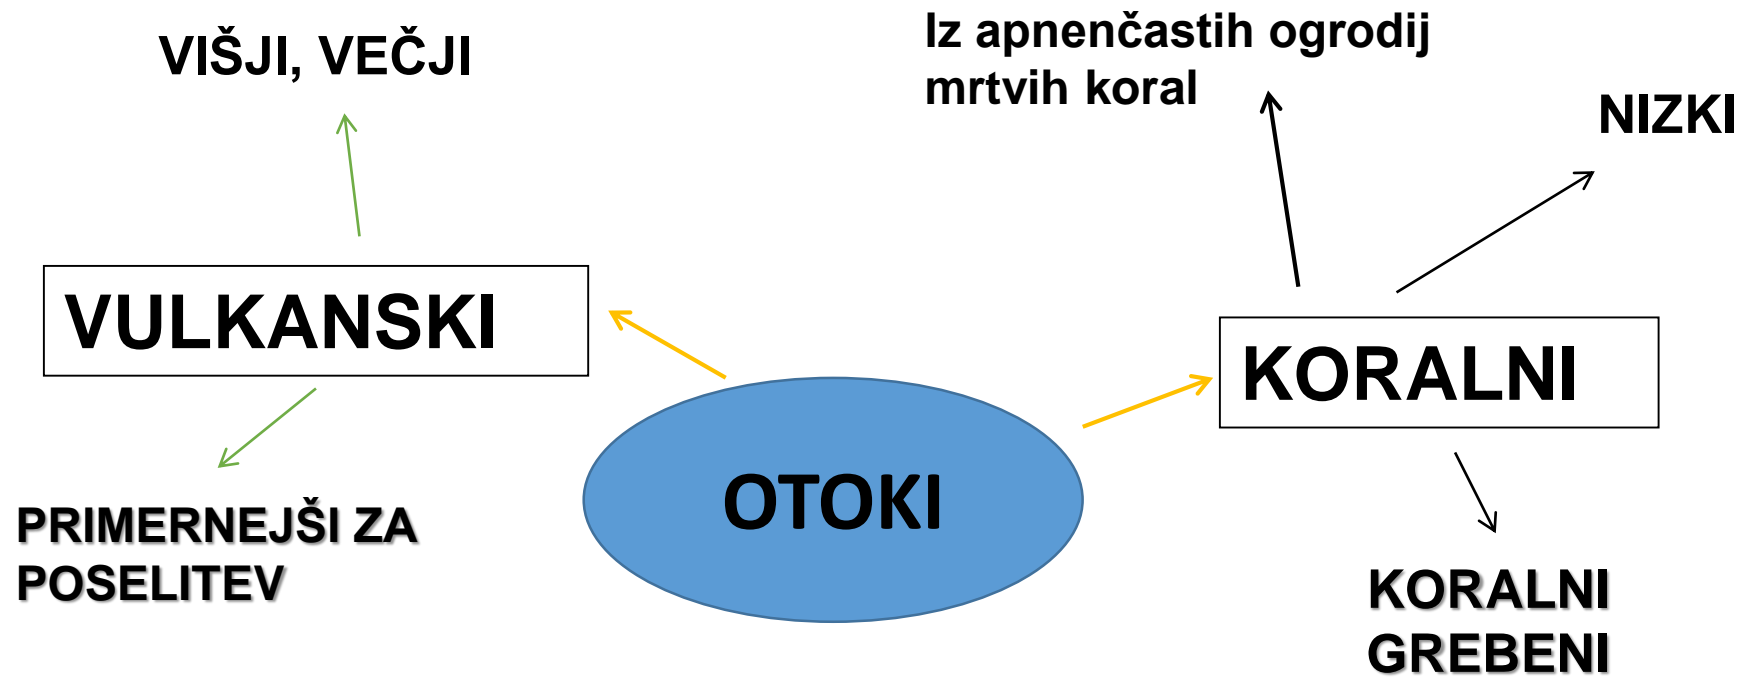 VIŠJI, VEČJI
Iz apnenčastih ogrodij
mrtvih koral
NIZKI
VULKANSKI
KORALNI
OTOKI
PRIMERNEJŠI ZA
POSELITEV
KORALNI
GREBENI